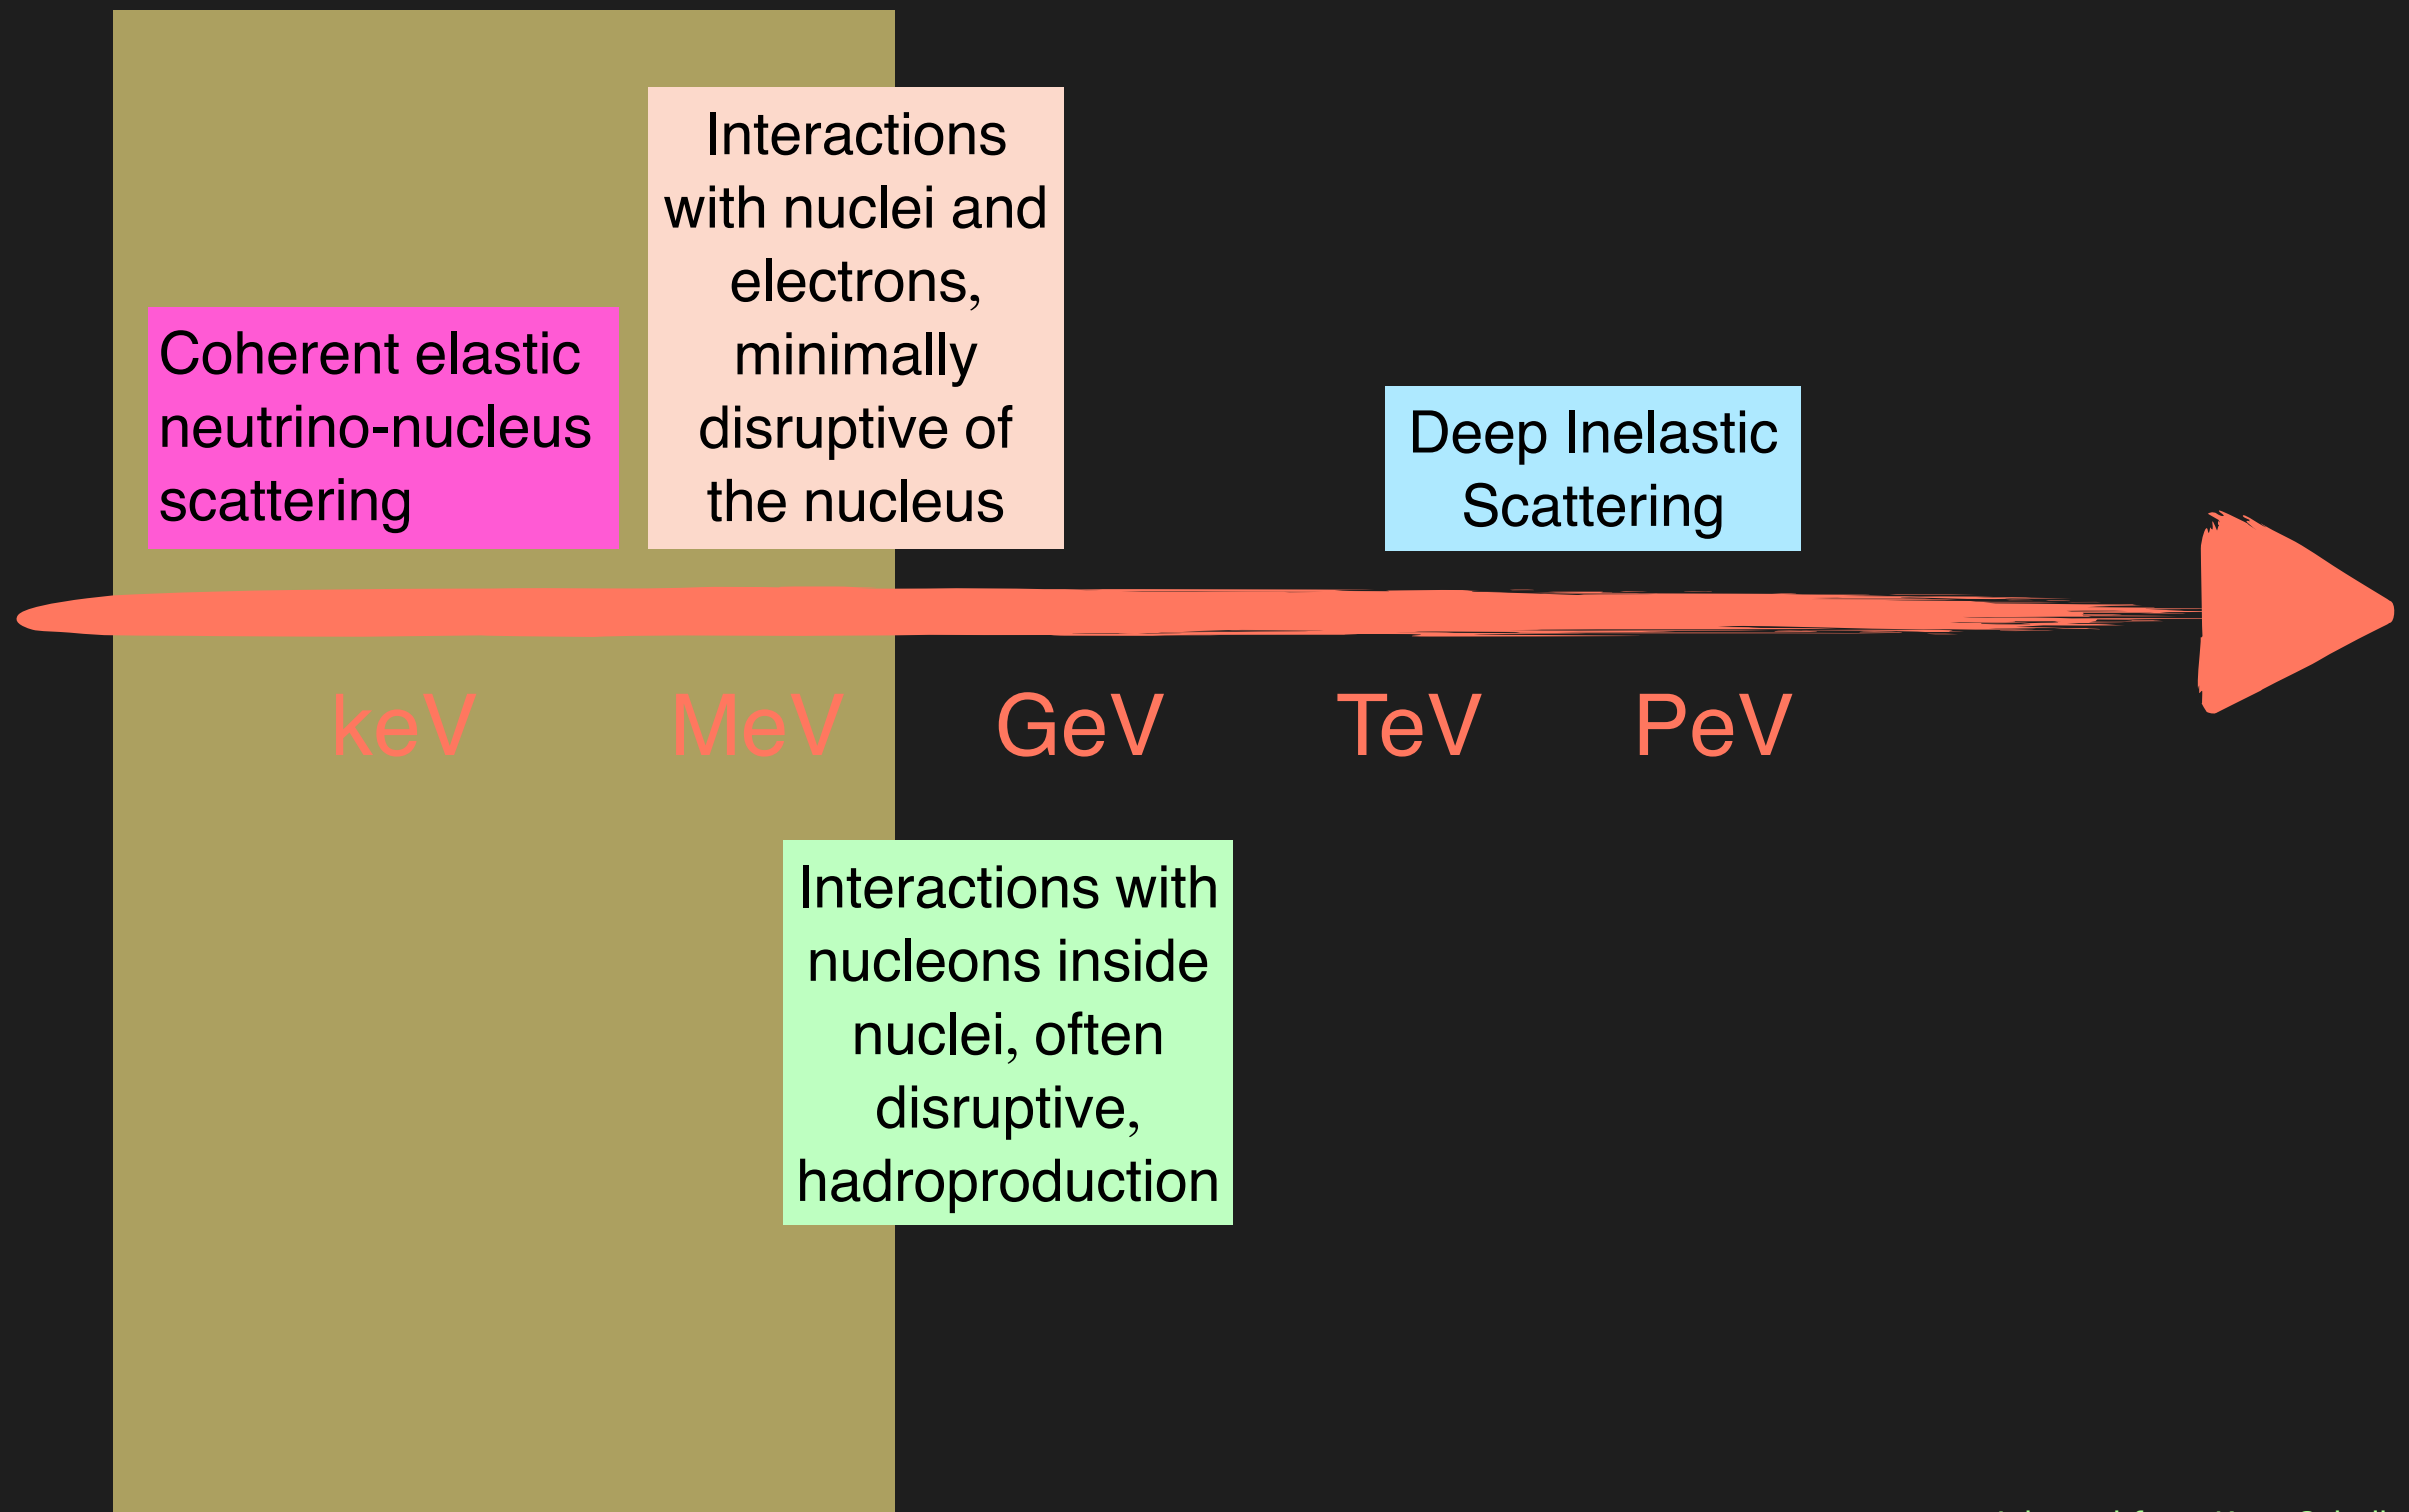 Interactions
with nuclei and
electrons,
minimally
disruptive of
the nucleus
Coherent elastic
neutrino-nucleus
scattering
Deep Inelastic
Scattering
keV MeV GeV TeV PeV
Interactions with
nucleons inside
nuclei, often
disruptive,
hadroproduction